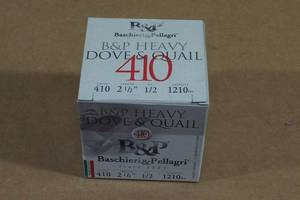 B&P
Baschieri&Pellagri
B&P HEAVY
DOVE & QUAIL
410
410 2 ½" 1/2 1210
B&P HEAVY
DOVE & QUAIL
410
B&P
Baschieri&Pellagri
410 2 ½" 1/2 1210